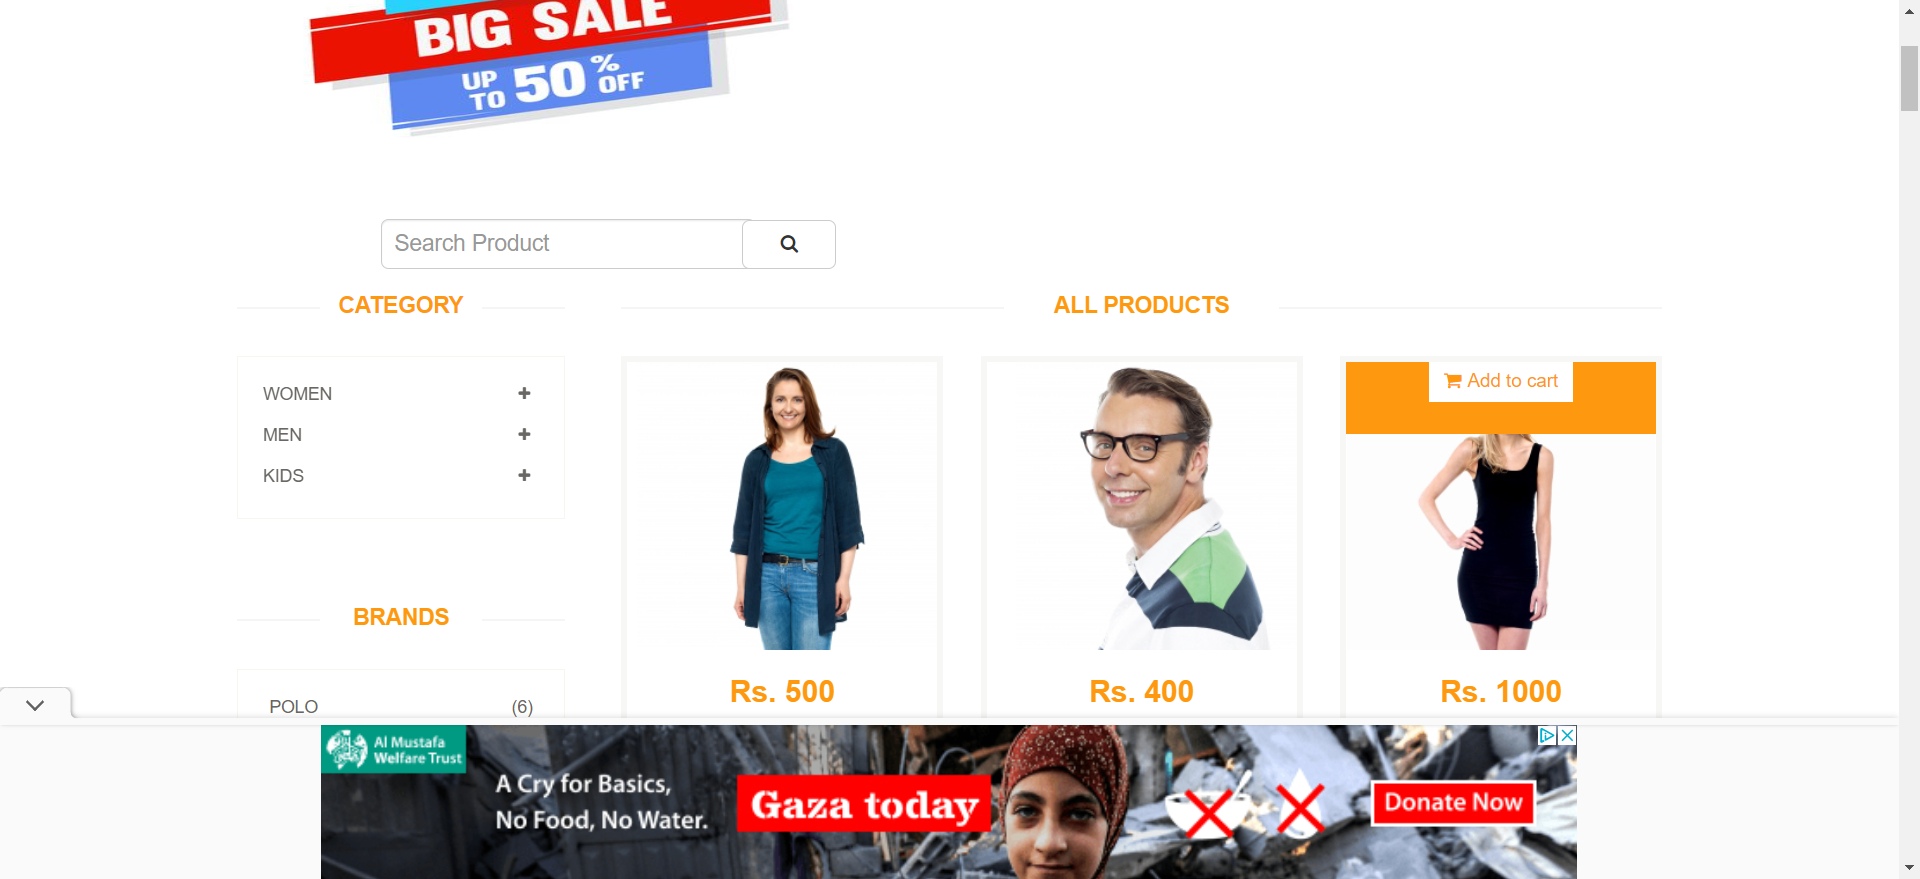 BIG SALE
UP TO 50% OFF
Search Product
CATEGORY
ALL PRODUCTS
Add to cart
WOMEN
MEN
KIDS
BRANDS
Rs. 500
Rs. 400
Rs. 1000
POLO (6)
Al Mustafa
Welfare Trust
A Cry for Basics,
No Food, No Water.
Gaza today
Donate Now